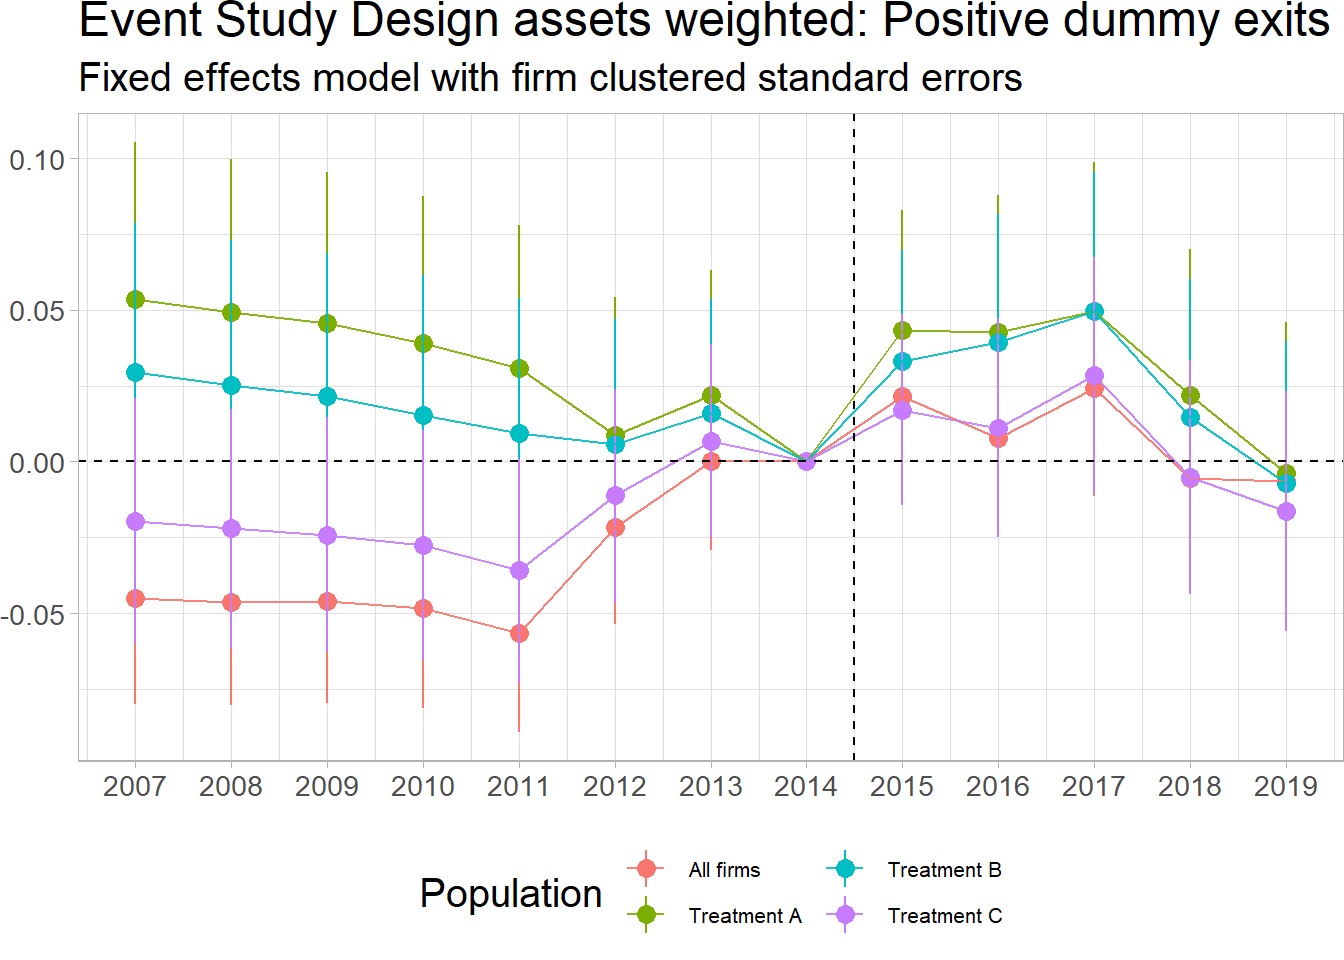 Event Study Design assets weighted: Positive dummy exits
Fixed effects model with firm clustered standard errors
0.10
0.05
0.00
-0.05
2007 2008 2009 2010 2011 2012 2013 2014 2015 2016 2017 2018 2019
Population
All firms
Treatment A
Treatment B
Treatment C